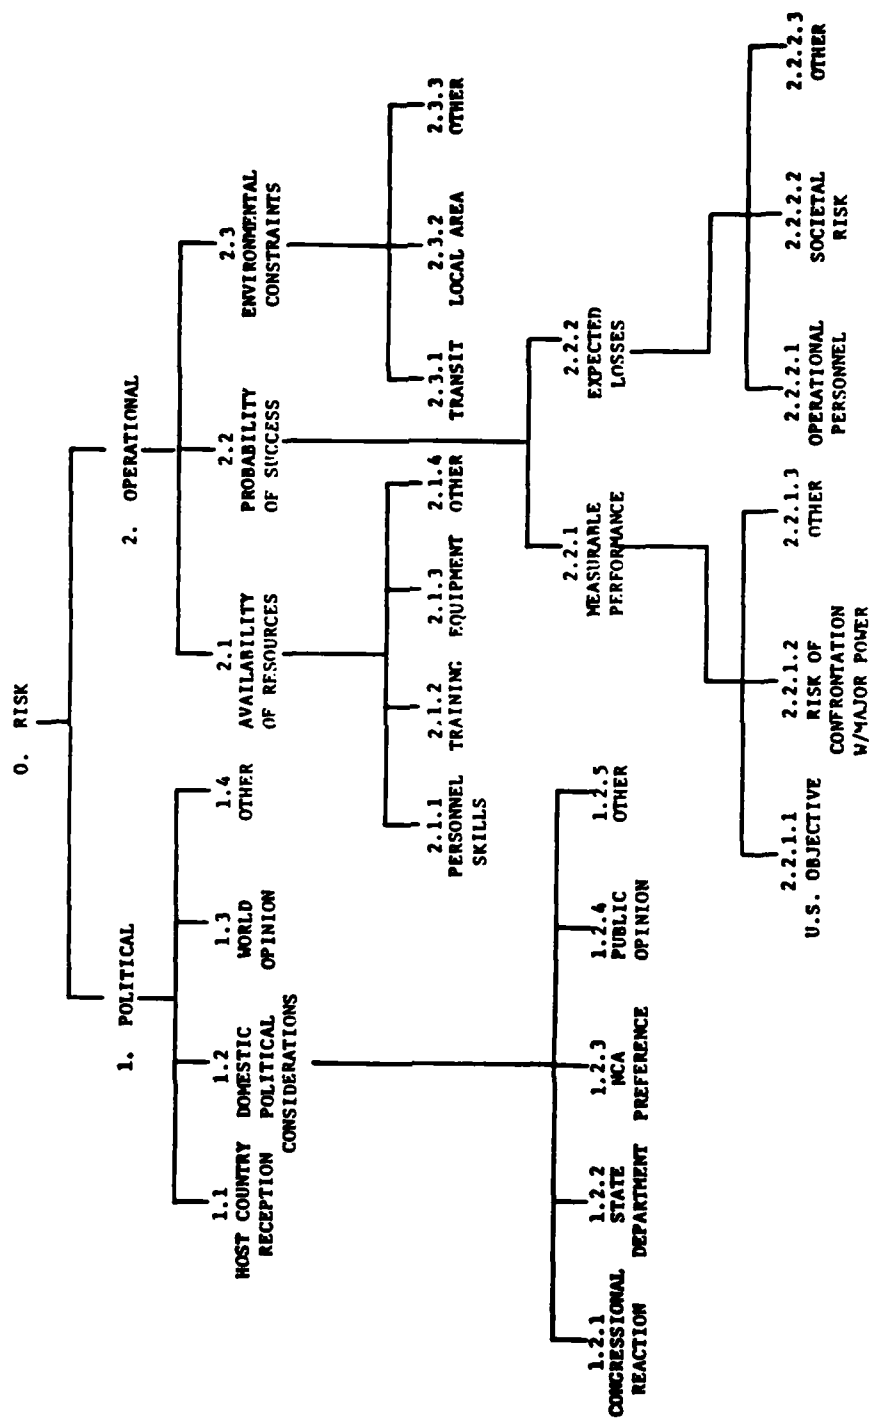 0. RISK
1. POLITICAL
2. OPERATIONAL
1.1
HOST COUNTRY
RECEPTION
1.2
DOMESTIC
POLITICAL
CONSIDERATIONS
1.3
WORLD
OPINION
1.4
OTHER
2.1
AVAILABILITY
OF RESOURCES
2.2
PROBABILITY
OF SUCCESS
2.3
ENVIRONMENTAL
CONSTRAINTS
2.1.1
PERSONNEL
SKILLS
2.1.2
TRAINING
2.1.3
EQUIPMENT
2.1.4
OTHER
2.3.1
TRANSIT
2.3.2
LOCAL AREA
2.3.3
OTHER
1.2.1
CONGRESSIONAL
REACTION
1.2.2
STATE
DEPARTMENT
1.2.3
NCA
PREFERENCE
1.2.4
PUBLIC
OPINION
1.2.5
OTHER
2.2.1
MEASURABLE
PERFORMANCE
2.2.2
EXPECTED
LOSSES
2.2.1.1
U.S. OBJECTIVE
2.2.1.2
RISK OF
CONFRONTATION
W/MAJOR POWER
2.2.1.3
OTHER
2.2.2.1
OPERATIONAL
PERSONNEL
2.2.2.2
SOCIETAL
RISK
2.2.2.3
OTHER